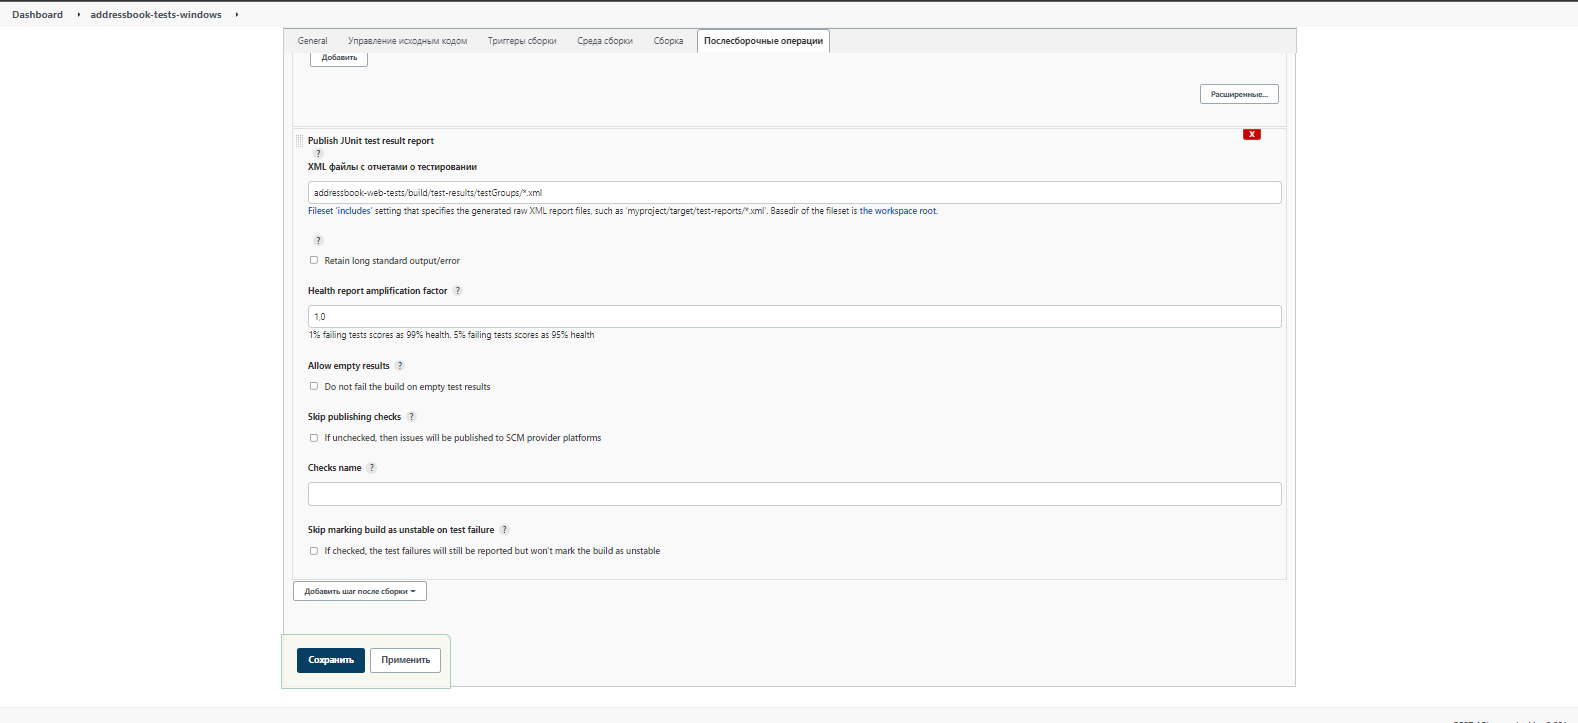 Dashboard addressbook-tests-windows
General Управление исходным кодом Триггеры сборки Среда сборки Сборка Послесборочные операции
Добавить
Расширенные...
Publish JUnit test result report
X
?
XML файлы с отчетами о тестировании
addressbook-web-tests/build/test-results/testGroups/*.xml
Fileset 'includes' setting that specifies the generated raw XML report files, such as 'myproject/target/test-reports/*.xml'. Basedir of the fileset is the workspace root.
?
Retain long standard output/error
Health report amplification factor ?
1,0
1% failing tests scores as 99% health. 5% failing tests scores as 95% health
Allow empty results ?
Do not fail the build on empty test results
Skip publishing checks ?
If unchecked, then issues will be published to SCM provider platforms
Checks name ?
Skip marking build as unstable on test failure ?
If checked, the test failures will still be reported but won't mark the build as unstable
Добавить шаг после сборки
Сохранить Применить